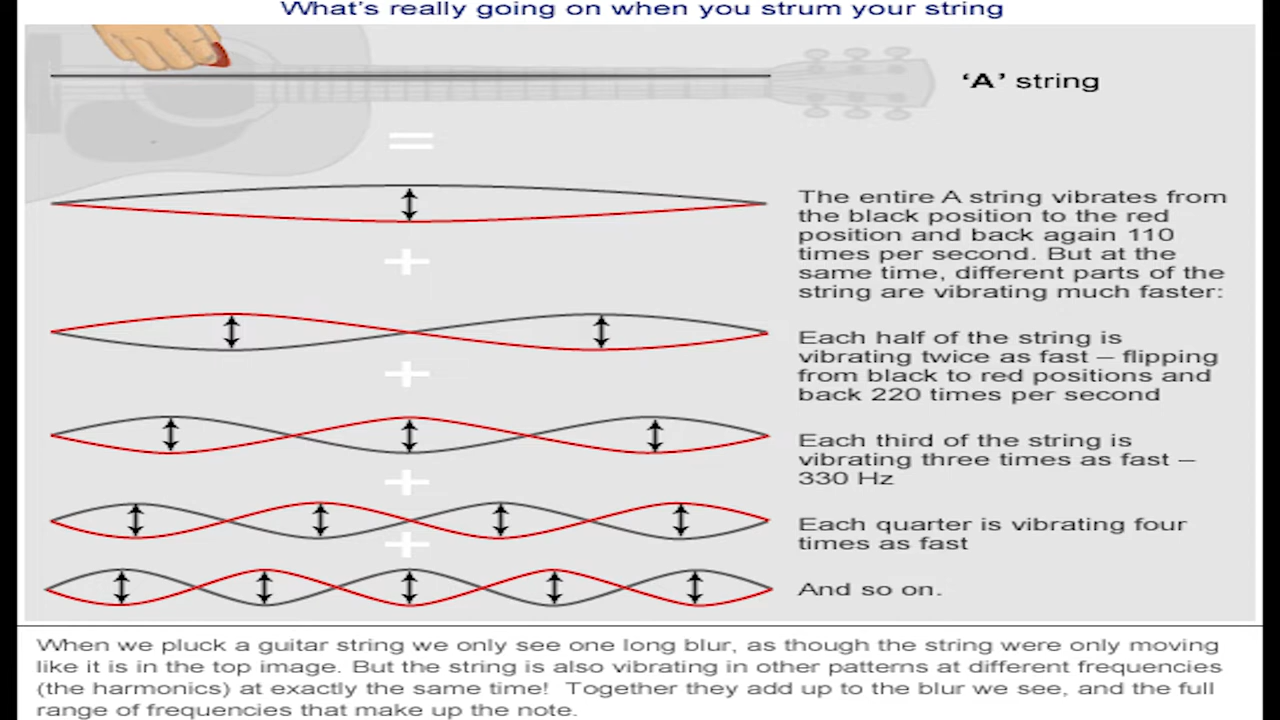 What's really going on when you strum your string
‘A’ string
=
The entire A string vibrates from
the black position to the red
position and back again 110
times per second. But at the
same time, different parts of the
string are vibrating much faster:
+
Each half of the string is
vibrating twice as fast – flipping
from black to red positions and
back 220 times per second
+
Each third of the string is
vibrating three times as fast –
330 Hz
+
Each quarter is vibrating four
times as fast
+
And so on.
When we pluck a guitar string we only see one long blur, as though the string were only moving
like it is in the top image. But the string is also vibrating in other patterns at different frequencies
(the harmonics) at exactly the same time!  Together they add up to the blur we see, and the full
range of frequencies that make up the note.